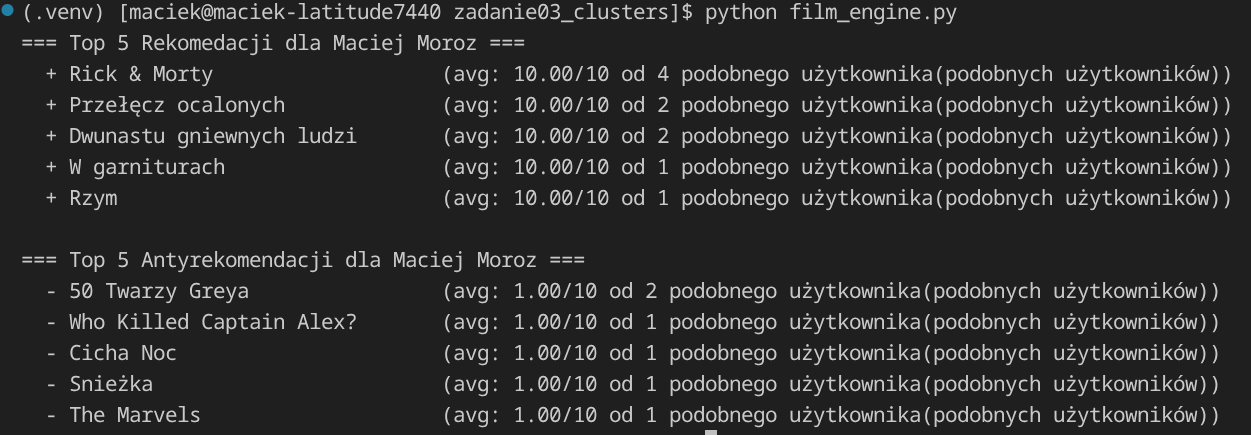 (.venv) [maciek@maciek-latitude7440 zadanie03_clusters]$ python film_engine.py
=== Top 5 Rekomedacji dla Maciej Moroz ===
+ Rick & Morty (avg: 10.00/10 od 4 podobnego użytkownika(podobnych użytkowników))
+ Przełęcz ocalonych (avg: 10.00/10 od 2 podobnego użytkownika(podobnych użytkowników))
+ Dwunastu gniewnych ludzi (avg: 10.00/10 od 2 podobnego użytkownika(podobnych użytkowników))
+ W garniturach (avg: 10.00/10 od 1 podobnego użytkownika(podobnych użytkowników))
+ Rzym (avg: 10.00/10 od 1 podobnego użytkownika(podobnych użytkowników))
=== Top 5 Antyrekomendacji dla Maciej Moroz ===
- 50 Twarzy Greya (avg: 1.00/10 od 2 podobnego użytkownika(podobnych użytkowników))
- Who Killed Captain Alex? (avg: 1.00/10 od 1 podobnego użytkownika(podobnych użytkowników))
- Cicha Noc (avg: 1.00/10 od 1 podobnego użytkownika(podobnych użytkowników))
- Snieżka (avg: 1.00/10 od 1 podobnego użytkownika(podobnych użytkowników))
- The Marvels (avg: 1.00/10 od 1 podobnego użytkownika(podobnych użytkowników))